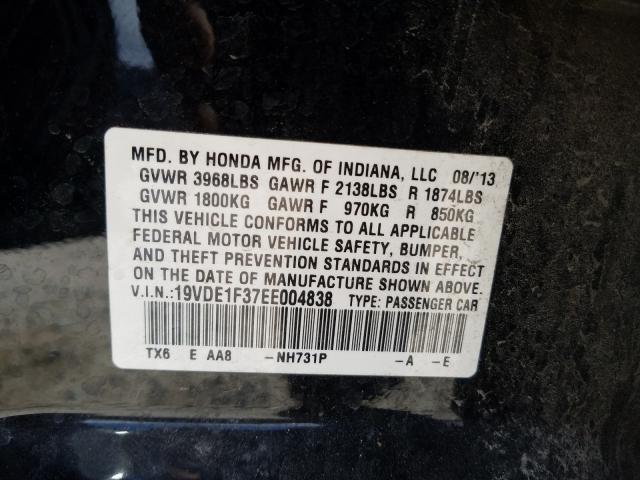 MFD. BY HONDA MFG. OF INDIANA, LLC 08/'13
GVWR 3968LBS GAWR F 2138LBS R 1874LBS
GVWR 1800KG GAWR F 970KG R 850KG
THIS VEHICLE CONFORMS TO ALL APPLICABLE
FEDERAL MOTOR VEHICLE SAFETY, BUMPER,
AND THEFT PREVENTION STANDARDS IN EFFECT
ON THE DATE OF MANUFACTURE SHOWN ABOVE.
V.I.N.:19VDE1F37EE004838 TYPE: PASSENGER CAR
TX6 E AA8 -NH731P -A -E